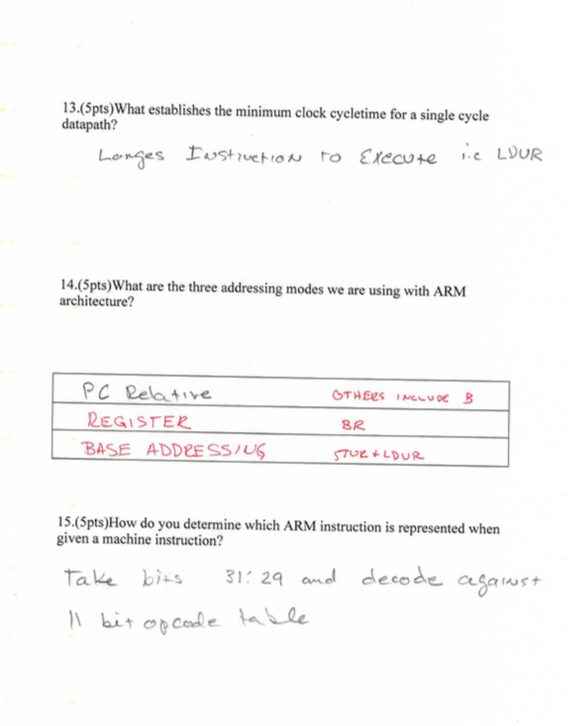 13.(5pts)What establishes the minimum clock cycletime for a single cycle
datapath?
Longes Instruction to Execute i.e LDUR
14.(5pts)What are the three addressing modes we are using with ARM
architecture?
PC Relative OTHERS INCLUDE B
REGISTER BR
BASE ADDRESSING STUR + LDUR
15.(5pts)How do you determine which ARM instruction is represented when
given a machine instruction?
Take bits 31:29 and decode against
11 bit opcode table